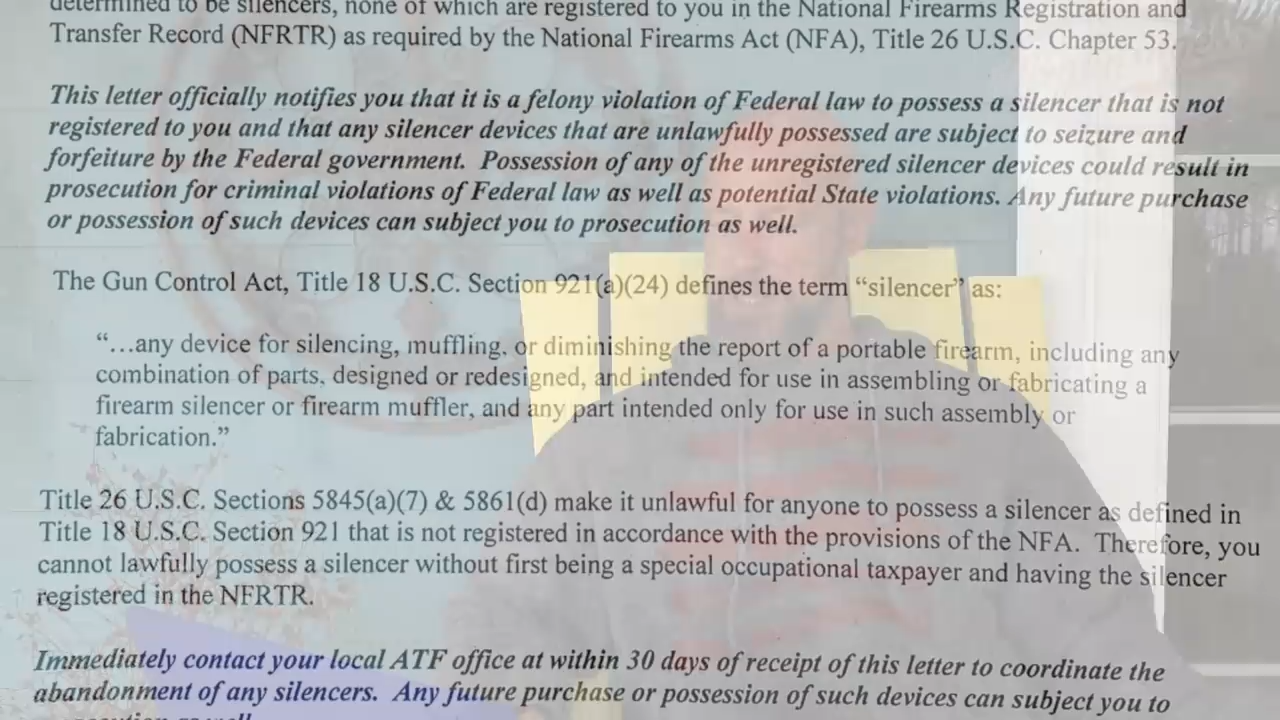 determined to be silencers, none of which are registered to you in the National Firearms Registration and
Transfer Record (NFRTR) as required by the National Firearms Act (NFA), Title 26 U.S.C. Chapter 53.
This letter officially notifies you that it is a felony violation of Federal law to possess a silencer that is not
registered to you and that any silencer devices that are unlawfully possessed are subject to seizure and
forfeiture by the Federal government. Possession of any of the unregistered silencer devices could result in
prosecution for criminal violations of Federal law as well as potential State violations. Any future purchase
or possession of such devices can subject you to prosecution as well.
The Gun Control Act, Title 18 U.S.C. Section 921(a)(24) defines the term “silencer” as:
“…any device for silencing, muffling, or diminishing the report of a portable firearm, including any
combination of parts, designed or redesigned, and intended for use in assembling or fabricating a
firearm silencer or firearm muffler, and any part intended only for use in such assembly or
fabrication.”
Title 26 U.S.C. Sections 5845(a)(7) & 5861(d) make it unlawful for anyone to possess a silencer as defined in
Title 18 U.S.C. Section 921 that is not registered in accordance with the provisions of the NFA. Therefore, you
cannot lawfully possess a silencer without first being a special occupational taxpayer and having the silencer
registered in the NFRTR.
Immediately contact your local ATF office at within 30 days of receipt of this letter to coordinate the
abandonment of any silencers. Any future purchase or possession of such devices can subject you to